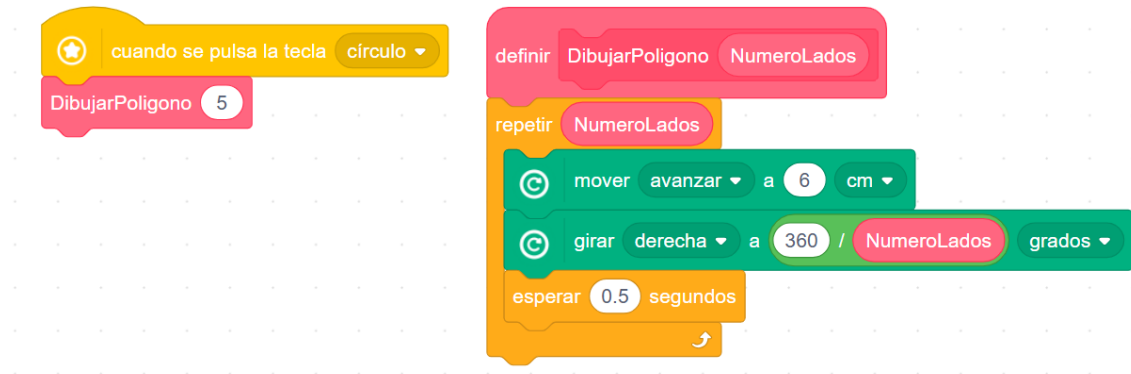 cuando se pulsa la tecla círculo
DibujarPoligono 5
definir DibujarPoligono NumeroLados
repetir NumeroLados
mover avanzar a 6 cm
girar derecha a 360 / NumeroLados grados
esperar 0.5 segundos